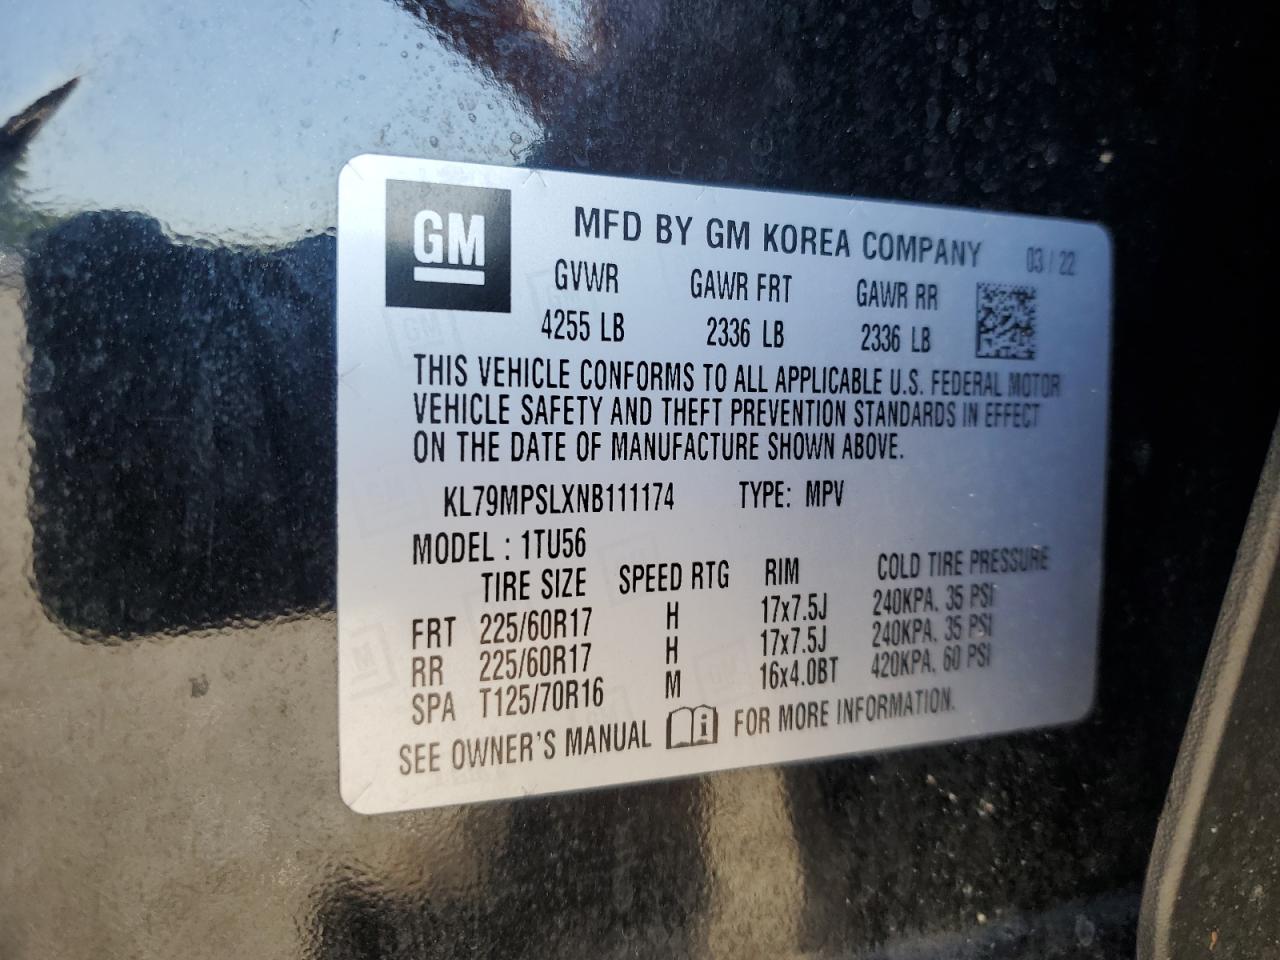 GM
MFD BY GM KOREA COMPANY 03 / 22
GVWR GAWR FRT GAWR RR
4255 LB 2336 LB 2336 LB
THIS VEHICLE CONFORMS TO ALL APPLICABLE U.S. FEDERAL MOTOR
VEHICLE SAFETY AND THEFT PREVENTION STANDARDS IN EFFECT
ON THE DATE OF MANUFACTURE SHOWN ABOVE.
KL79MPSLXNB111174 TYPE: MPV
MODEL : 1TU56
TIRE SIZE SPEED RTG RIM COLD TIRE PRESSURE
FRT 225/60R17 H 17x7.5J 240KPA. 35 PSI
RR 225/60R17 H 17x7.5J 240KPA. 35 PSI
SPA T125/70R16 M 16x4.0BT 420KPA. 60 PSI
SEE OWNER'S MANUAL i FOR MORE INFORMATION.